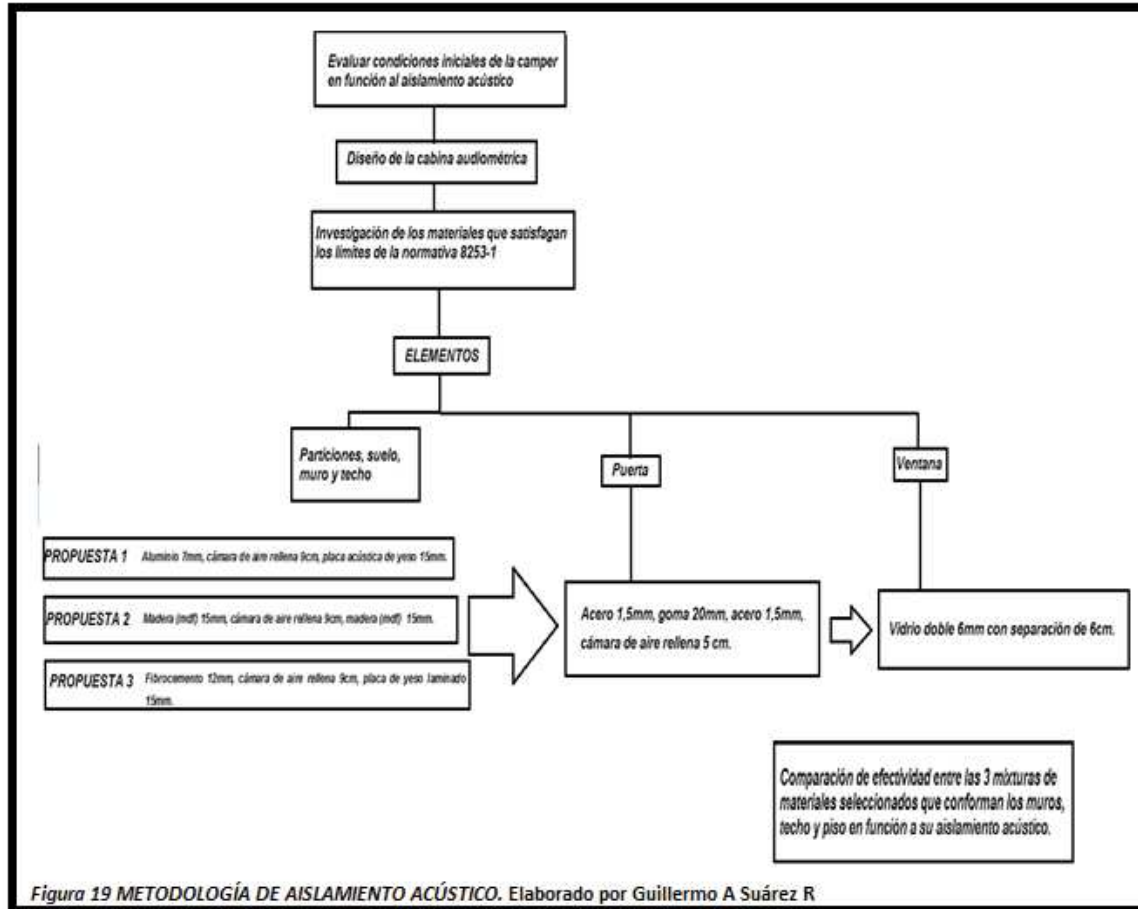 Evaluar condiciones iniciales de la camper
en función al aislamiento acústico
Diseño de la cabina audiométrica
Investigación de los materiales que satisfagan
los límites de la normativa 8253-1
ELEMENTOS
Particiones, suelo,
muro y techo
Puerta
Ventana
PROPUESTA 1 Aluminio 7mm, cámara de aire rellena 9cm, placa acústica de yeso 15mm.
PROPUESTA 2 Madera (mdf) 15mm, cámara de aire rellena 9cm, madera (mdf) 15mm.
PROPUESTA 3 Fibrocemento 12mm, cámara de aire rellena 9cm, placa de yeso laminado
15mm.
Acero 1,5mm, goma 20mm, acero 1,5mm,
cámara de aire rellena 5 cm.
Vidrio doble 6mm con separación de 6cm.
Comparación de efectividad entre las 3 mixturas de
materiales seleccionados que conforman los muros,
techo y piso en función a su aislamiento acústico.
Figura 19 METODOLOGÍA DE AISLAMIENTO ACÚSTICO. Elaborado por Guillermo A Suárez R